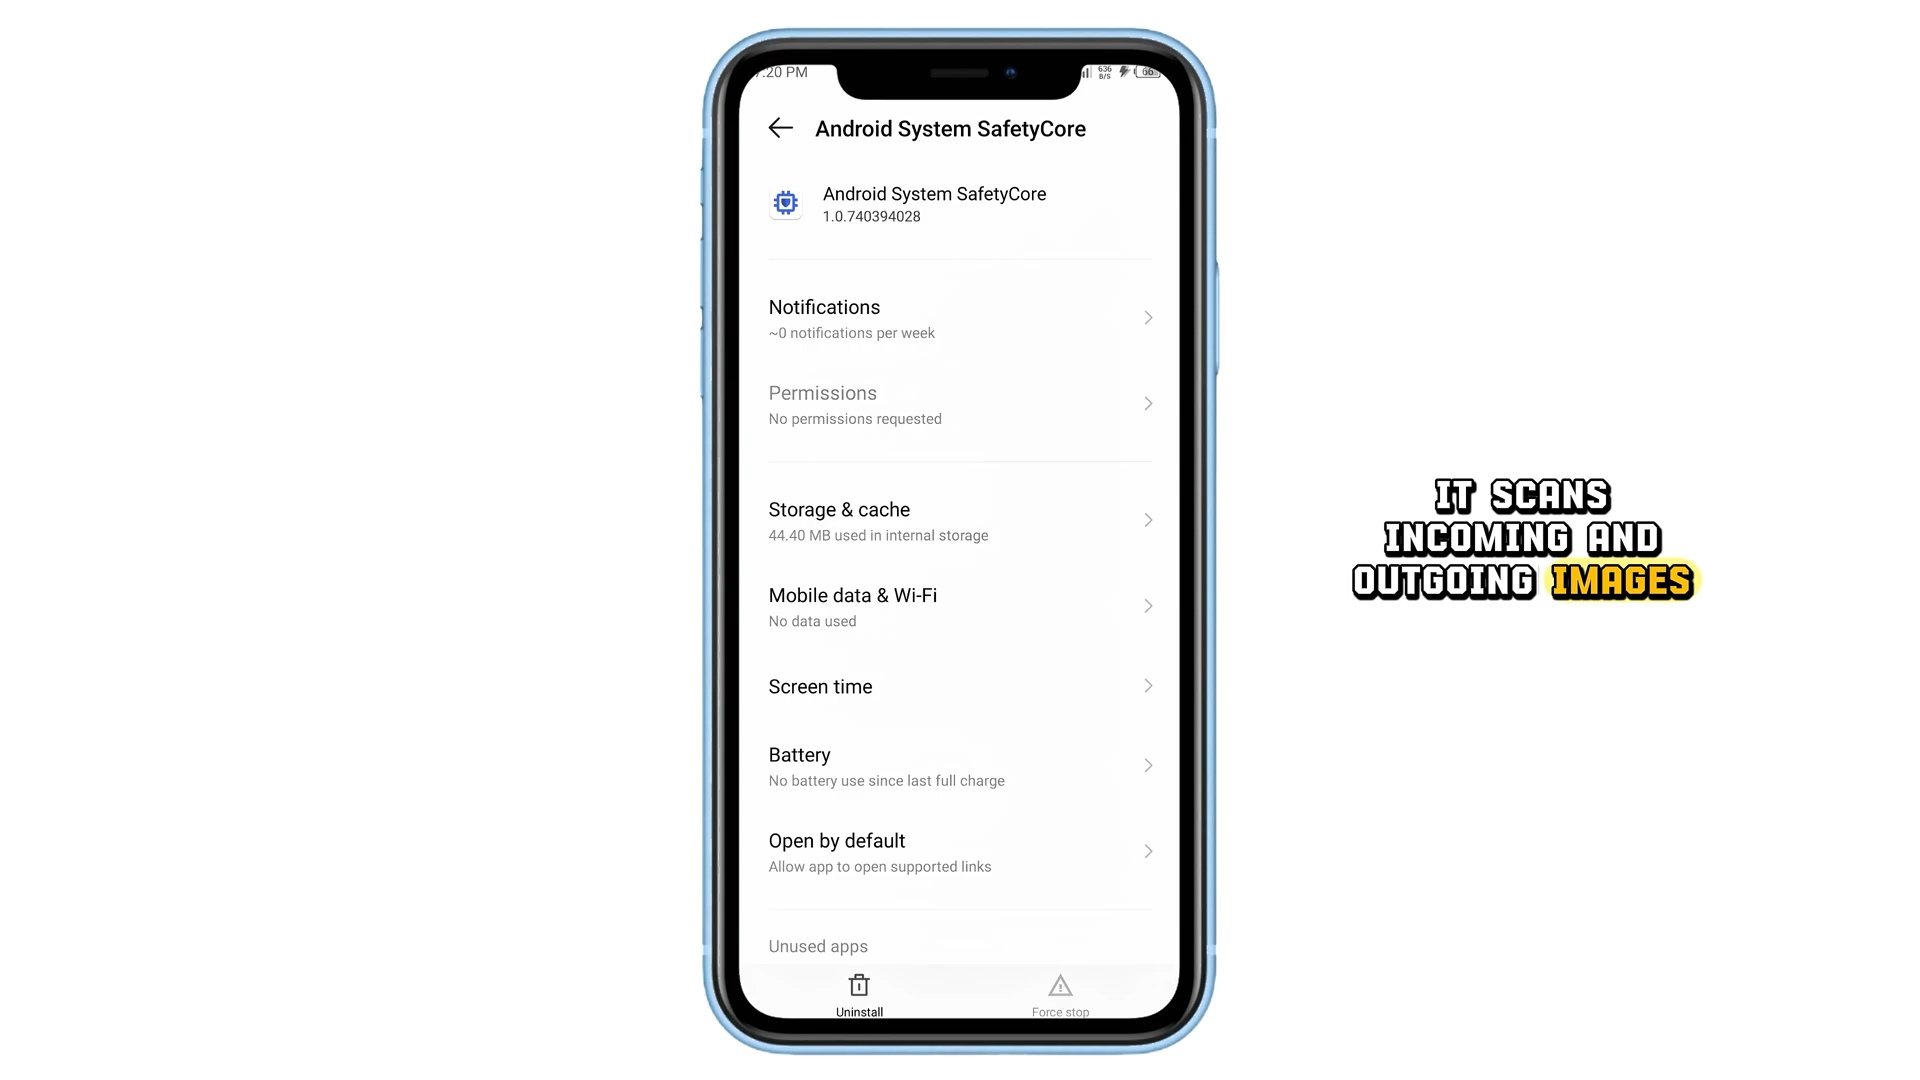 :20 PM
636
B/S
66
Android System SafetyCore
Android System SafetyCore
1.0.740394028
Notifications
~0 notifications per week
Permissions
No permissions requested
Storage & cache
44.40 MB used in internal storage
Mobile data & Wi-Fi
No data used
Screen time
Battery
No battery use since last full charge
Open by default
Allow app to open supported links
Unused apps
Uninstall
Force stop
IT SCANS
INCOMING AND
OUTGOING IMAGES